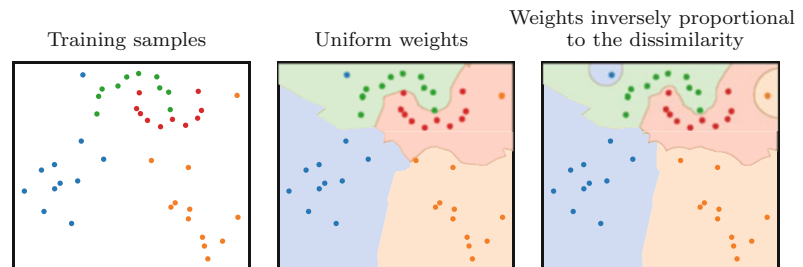 Training samples
Uniform weights
Weights inversely proportional
to the dissimilarity